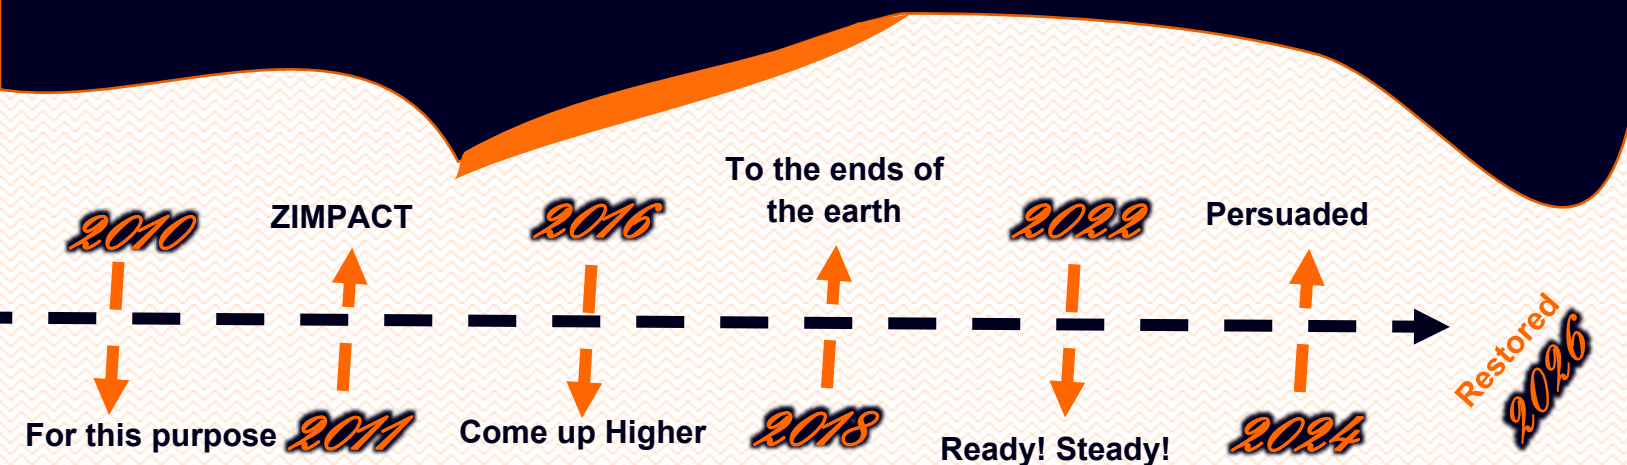 To the ends of
the earth
2010
ZIMPACT
2016
2022
Persuaded
Restored
2026
For this purpose
2011
Come up Higher
2018
Ready! Steady!
2024